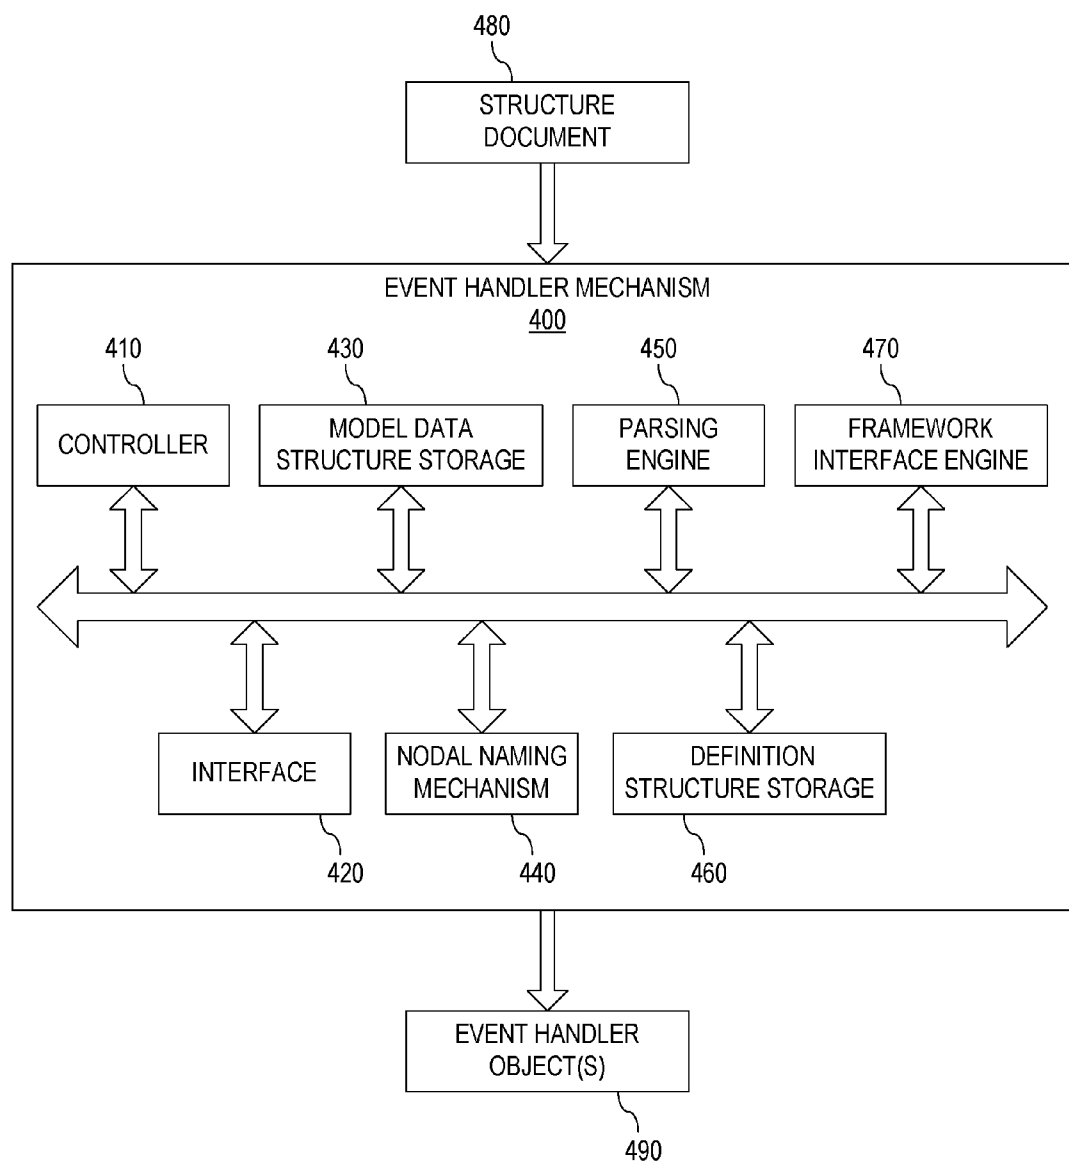 480
STRUCTURE
DOCUMENT
EVENT HANDLER MECHANISM
400
410
430
450
470
CONTROLLER
MODEL DATA
STRUCTURE STORAGE
PARSING
ENGINE
FRAMEWORK
INTERFACE ENGINE
INTERFACE
NODAL NAMING
MECHANISM
DEFINITION
STRUCTURE STORAGE
420
440
460
EVENT HANDLER
OBJECT(S)
490